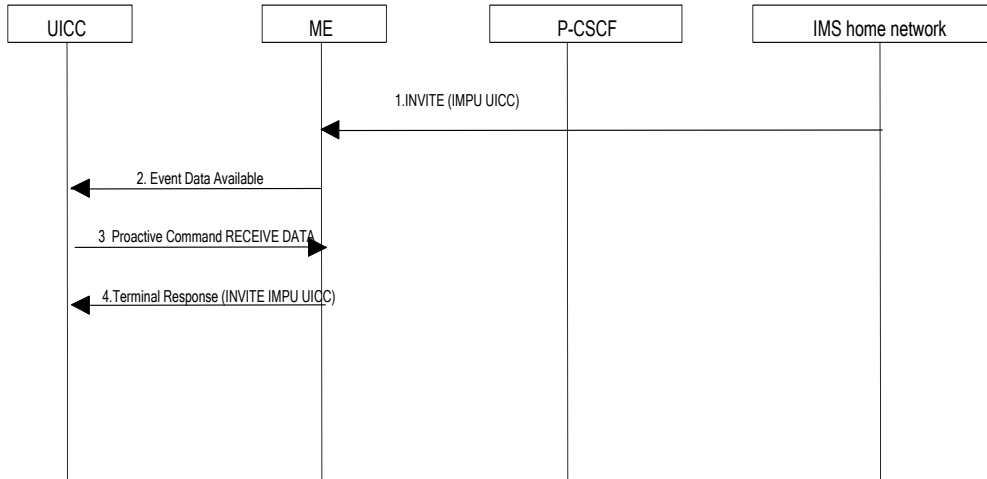 UICC
ME
P-CSCF
IMS home network
1.INVITE (IMPU UICC)
2. Event Data Available
3 Proactive Command RECEIVE DATA
4.Terminal Response (INVITE IMPU UICC)